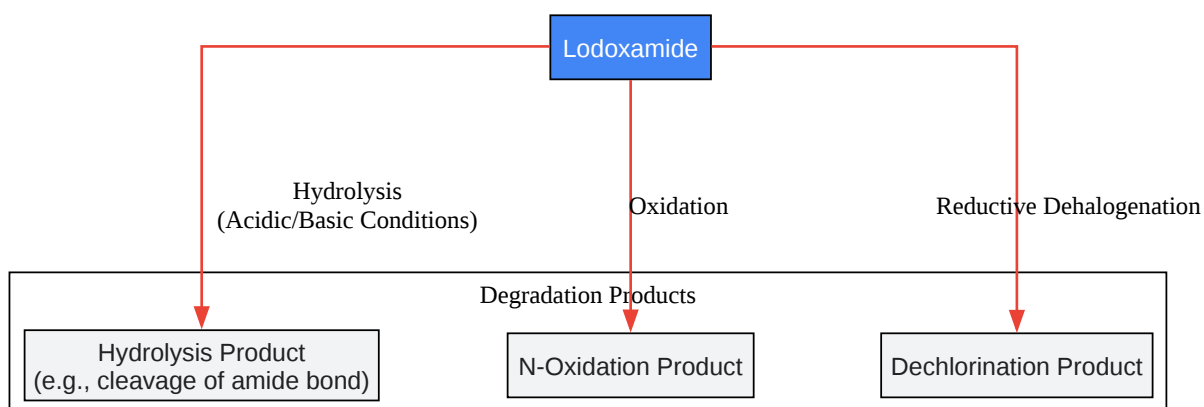 Lodoxamide
Hydrolysis
(Acidic/Basic Conditions)
Oxidation
Reductive Dehalogenation
Degradation Products
Hydrolysis Product
(e.g., cleavage of amide bond)
N-Oxidation Product
Dechlorination Product